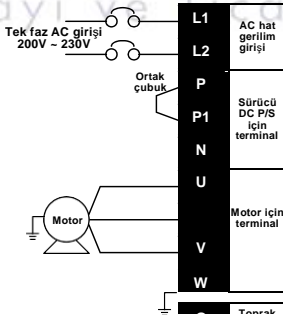 Tek faz AC girişi
200V ~ 230V
L1
L2
AC hat
gerilim
girişi
Ortak
çubuk
P
P1
N
Sürücü
DC P/S
için
terminal
U
V
W
Motor
Motor için
terminal
G
Toprak